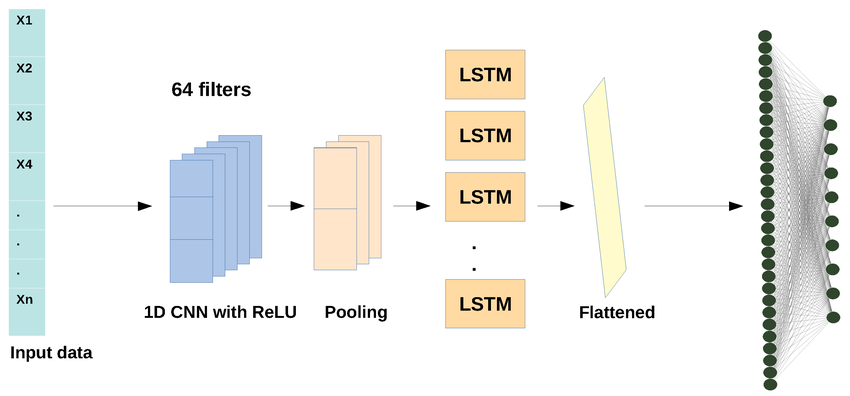 X1
X2
X3
X4
.
.
.
Xn
Input data
64 filters
1D CNN with ReLU
Pooling
LSTM
LSTM
LSTM
.
.
LSTM
Flattened